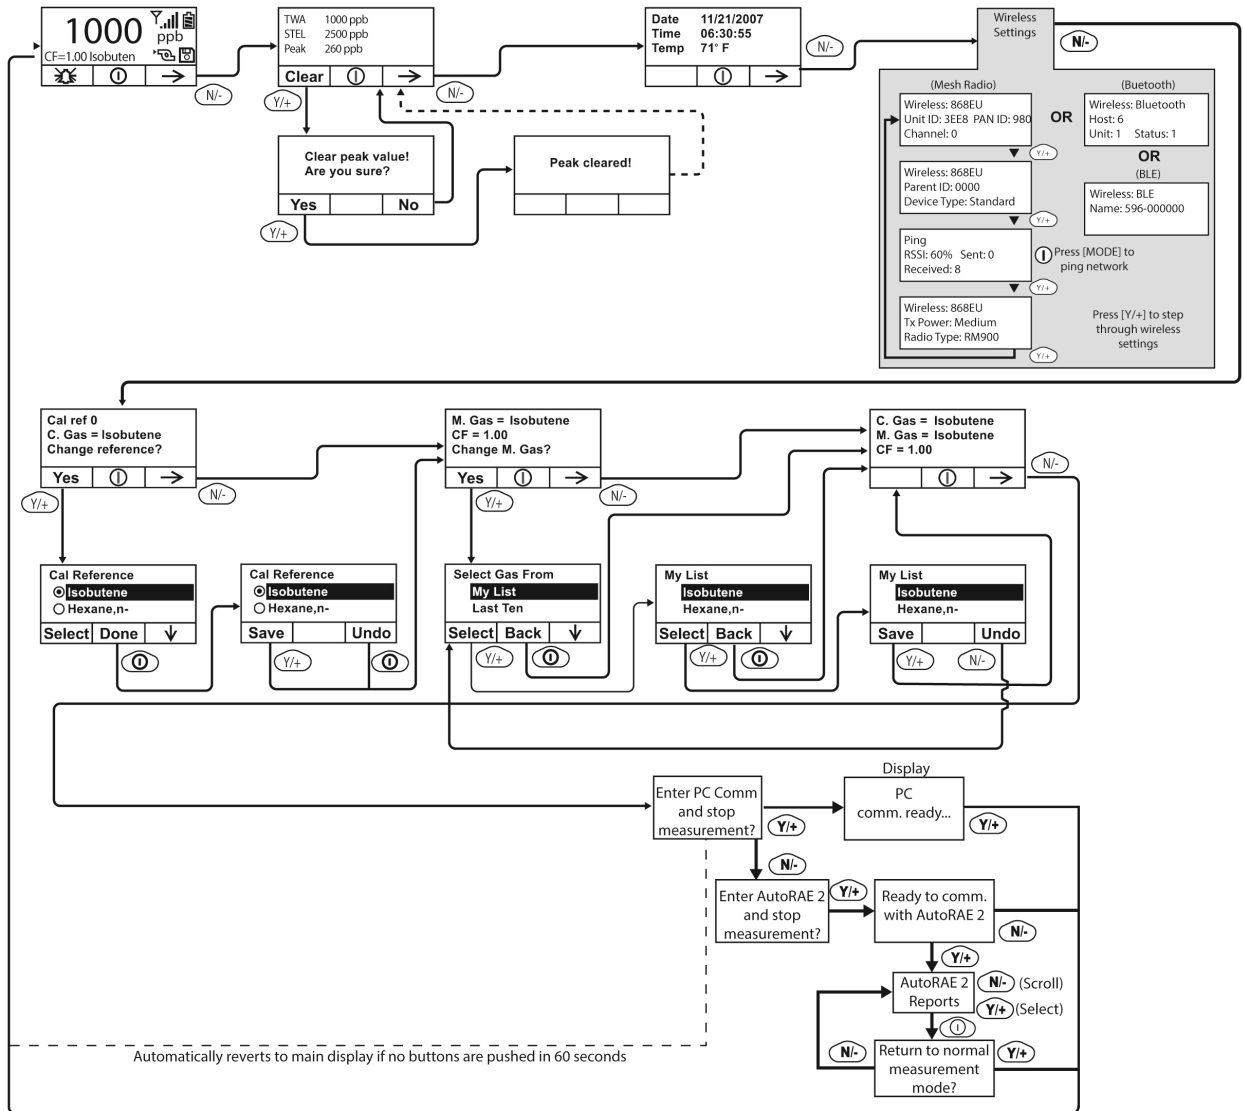 1000
ppb
CF=1.00 Isobuten
N/-
TWA 1000 ppb
STEL 2500 ppb
Peak 260 ppb
Clear
Y/+
N/-
Clear peak value!
Are you sure?
Yes No
Y/+
Peak cleared!
Date 11/21/2007
Time 06:30:55
Temp 71° F
N/-
Wireless
Settings
N/-
(Mesh Radio)
Wireless: 868EU
Unit ID: 3EE8 PAN ID: 980
Channel: 0
Y/+
Wireless: 868EU
Parent ID: 0000
Device Type: Standard
Y/+
Ping
RSSI: 60% Sent: 0
Received: 8
Y/+
Press [MODE] to
ping network
Wireless: 868EU
Tx Power: Medium
Radio Type: RM900
Y/+
OR
(Buetooth)
Wireless: Bluetooth
Host: 6
Unit: 1 Status: 1
OR
(BLE)
Wireless: BLE
Name: 596-000000
Press [Y/+] to step
through wireless
settings
Cal ref 0
C. Gas = Isobutene
Change reference?
Yes
Y/+
N/-
M. Gas = Isobutene
CF = 1.00
Change M. Gas?
Yes
Y/+
N/-
C. Gas = Isobutene
M. Gas = Isobutene
CF = 1.00
N/-
Cal Reference
Isobutene
Hexane,n-
Select Done
Cal Reference
Isobutene
Hexane,n-
Save Undo
Y/+
Select Gas From
My List
Last Ten
Select Back
Y/+
My List
Isobutene
Hexane,n-
Select Back
Y/+
My List
Isobutene
Hexane,n-
Save Undo
Y/+ N/-
Enter PC Comm
and stop
measurement?
Y/+
Display
PC
comm. ready...
Y/+
N/-
Enter AutoRAE 2
and stop
measurement?
Y/+
Ready to comm.
with AutoRAE 2
N/-
Y/+
AutoRAE 2
Reports
N/- (Scroll)
Y/+ (Select)
N/-
Return to normal
measurement
mode?
Y/+
Automatically reverts to main display if no buttons are pushed in 60 seconds